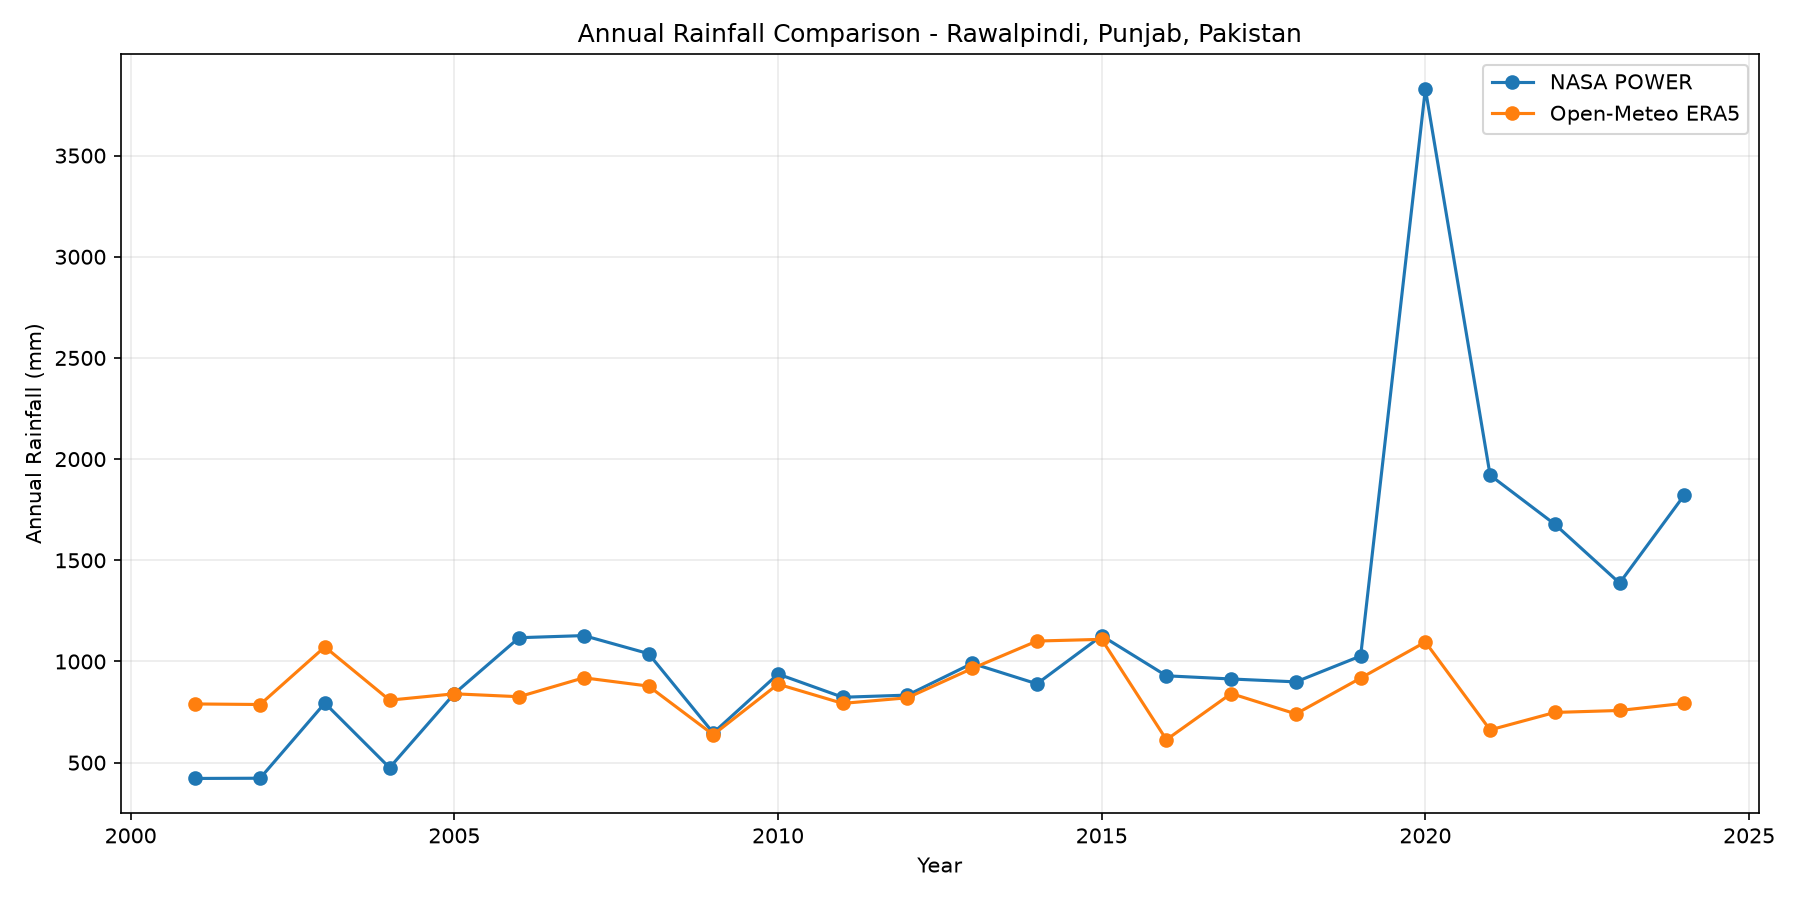 Annual Rainfall Comparison - Rawalpindi, Punjab, Pakistan
NASA POWER
Open-Meteo ERA5
Annual Rainfall (mm)
3500
3000
2500
2000
1500
1000
500
2000 2005 2010 2015 2020 2025
Year